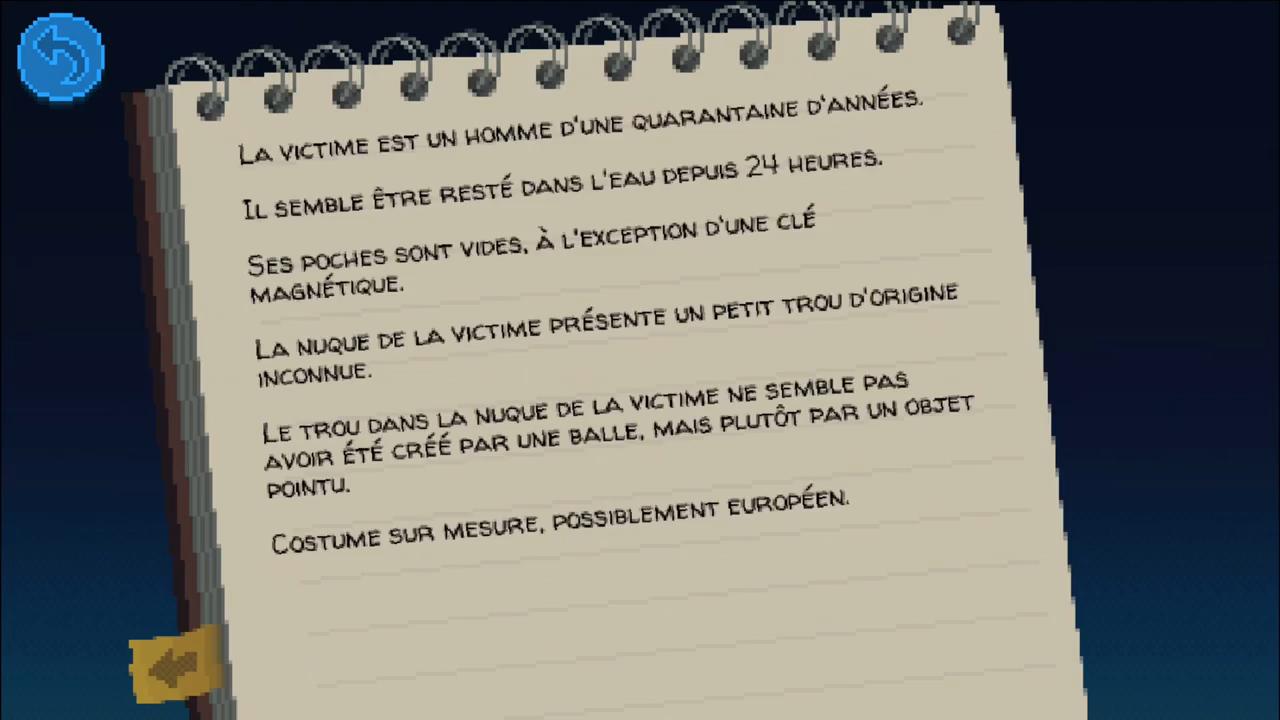 La victime est un homme d'une quarantaine d'années.
Il semble être resté dans l'eau depuis 24 heures.
Ses poches sont vides, à l'exception d'une clé
magnétique.
La nuque de la victime présente un petit trou d'origine
inconnue.
Le trou dans la nuque de la victime ne semble pas
avoir été créé par une balle, mais plutôt par un objet
pointu.
Costume sur mesure, possiblement européen.